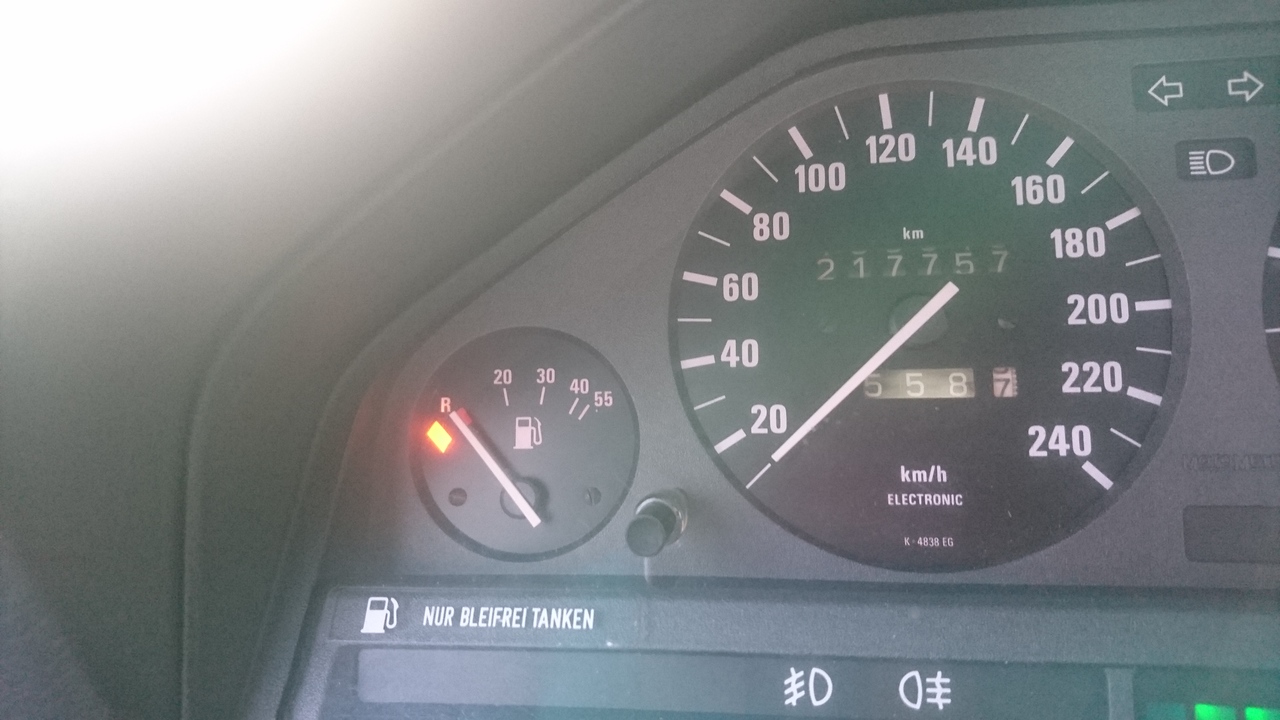 120 140
100 160
80 180
km
217757
60 200
40 220
558 7
20 240
km/h
ELECTRONIC
K-4838 EG
20 30 40 55
R
NUR BLEIFREI TANKEN